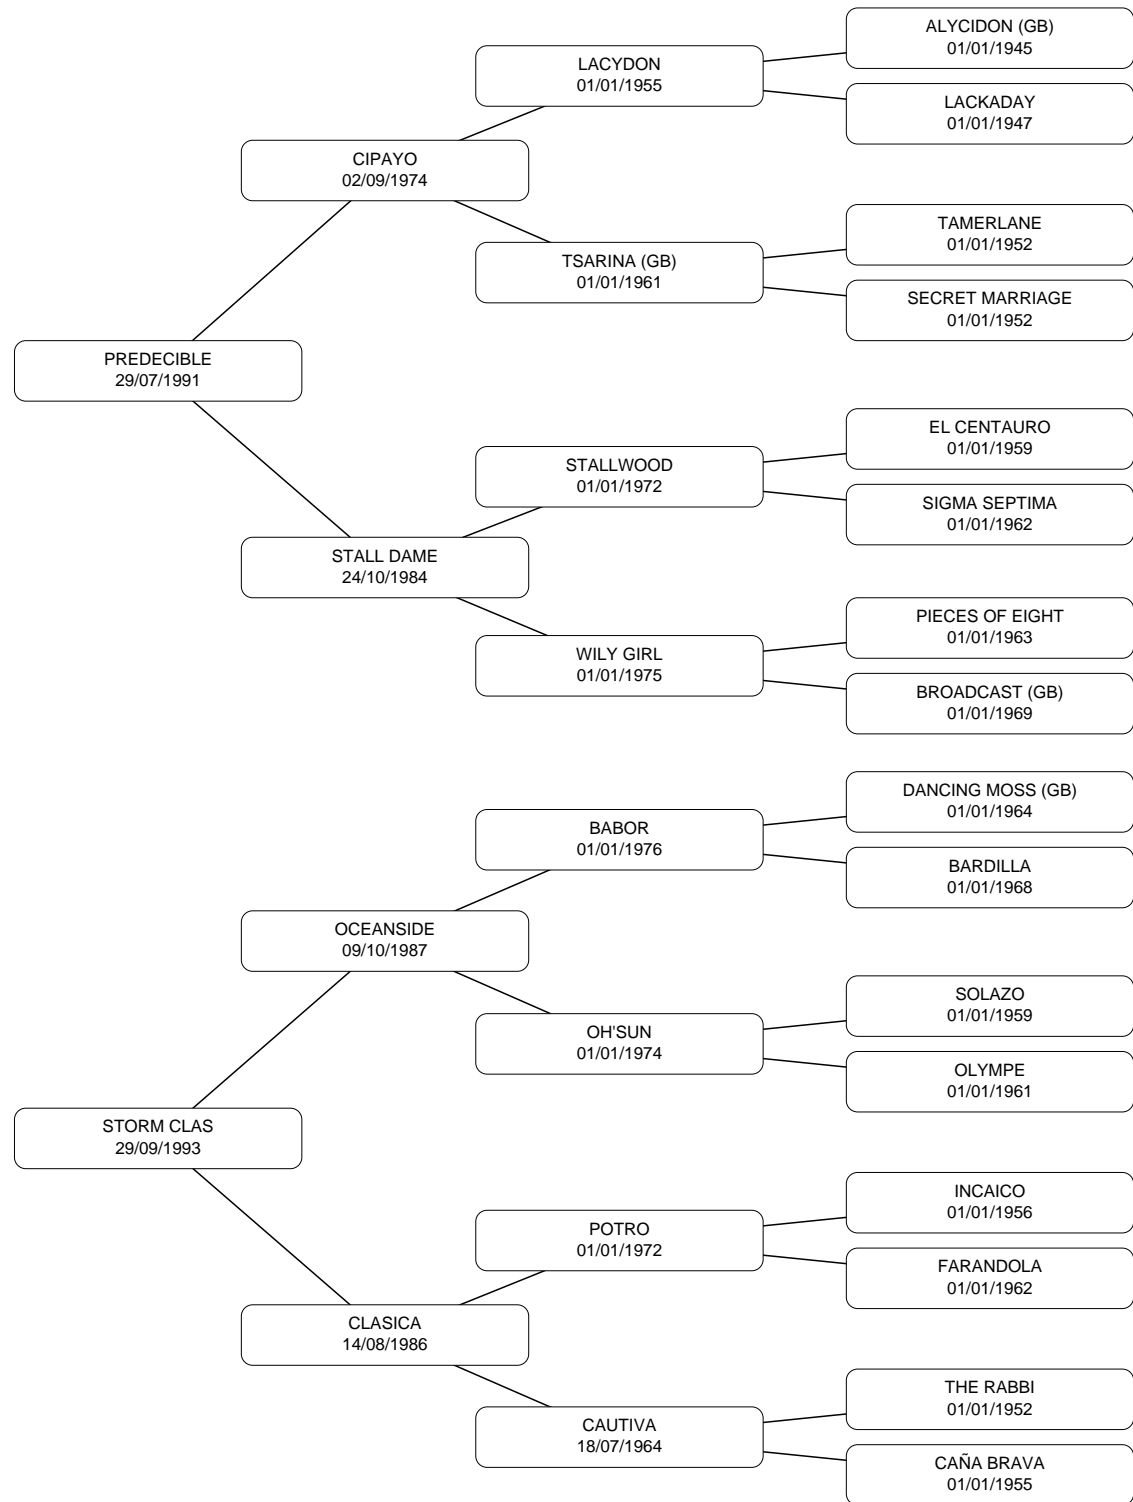 ALYCIDON (GB)
01/01/1945
LACYDON
01/01/1955
LACKADAY
01/01/1947
CIPAYO
02/09/1974
TAMERLANE
01/01/1952
TSARINA (GB)
01/01/1961
SECRET MARRIAGE
01/01/1952
PREDECIBLE
29/07/1991
EL CENTAURO
01/01/1959
STALLWOOD
01/01/1972
SIGMA SEPTIMA
01/01/1962
STALL DAME
24/10/1984
PIECES OF EIGHT
01/01/1963
WILY GIRL
01/01/1975
BROADCAST (GB)
01/01/1969
DANCING MOSS (GB)
01/01/1964
BABOR
01/01/1976
BARDILLA
01/01/1968
OCEANSIDE
09/10/1987
SOLAZO
01/01/1959
OH'SUN
01/01/1974
OLYMPE
01/01/1961
STORM CLAS
29/09/1993
INCAICO
01/01/1956
POTRO
01/01/1972
FARANDOLA
01/01/1962
CLASICA
14/08/1986
THE RABBI
01/01/1952
CAUTIVA
18/07/1964
CAÑA BRAVA
01/01/1955